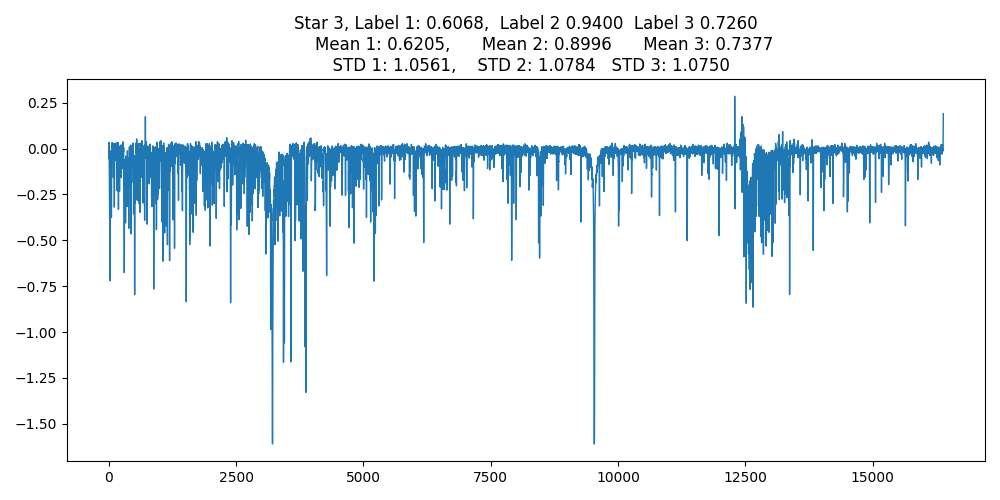 Star 3, Label 1: 0.6068,  Label 2 0.9400  Label 3 0.7260
Mean 1: 0.6205,      Mean 2: 0.8996      Mean 3: 0.7377
STD 1: 1.0561,    STD 2: 1.0784   STD 3: 1.0750
0.25
0.00
−0.25
−0.50
−0.75
−1.00
−1.25
−1.50
0 2500 5000 7500 10000 12500 15000